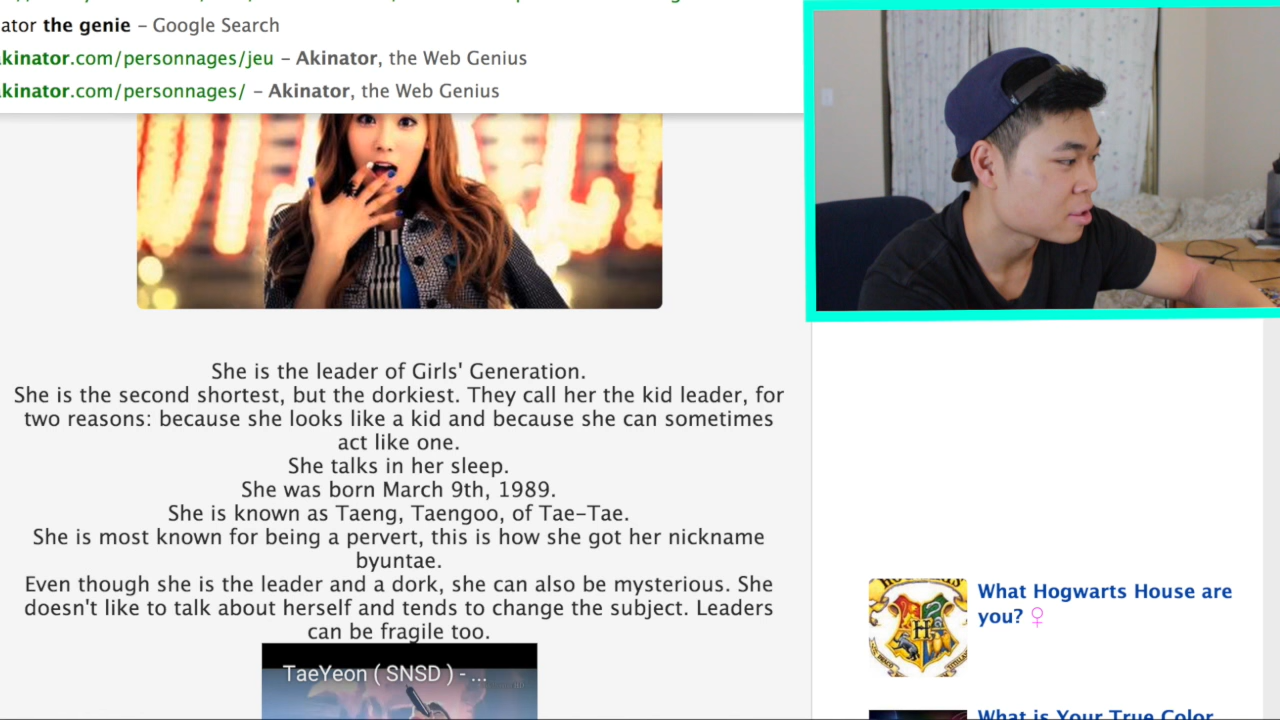 ator the genie – Google Search
kinator.com/personnages/jeu – Akinator, the Web Genius
kinator.com/personnages/ – Akinator, the Web Genius
She is the leader of Girls' Generation.
She is the second shortest, but the dorkiest. They call her the kid leader, for
two reasons: because she looks like a kid and because she can sometimes
act like one.
She talks in her sleep.
She was born March 9th, 1989.
She is known as Taeng, Taengoo, of Tae-Tae.
She is most known for being a pervert, this is how she got her nickname
byuntae.
Even though she is the leader and a dork, she can also be mysterious. She
doesn't like to talk about herself and tends to change the subject. Leaders
can be fragile too.
TaeYeon ( SNSD ) - ...
What Hogwarts House are
you? ♀
What is Your True Color